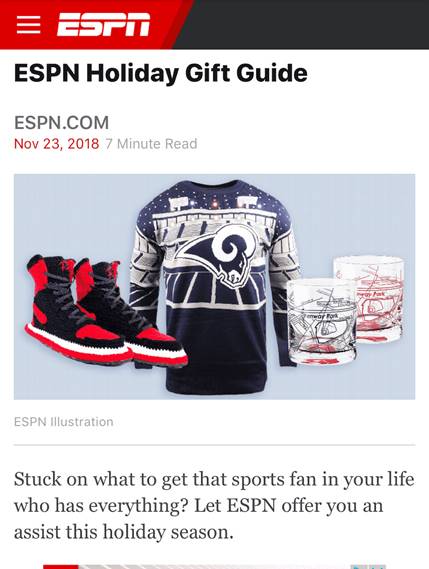 ESPN
ESPN Holiday Gift Guide
ESPN.COM
Nov 23, 2018 7 Minute Read
Fenway Park
ESPN Illustration
Stuck on what to get that sports fan in your life
who has everything? Let ESPN offer you an
assist this holiday season.